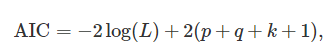 AIC = −2 log(L) + 2(p + q + k + 1),